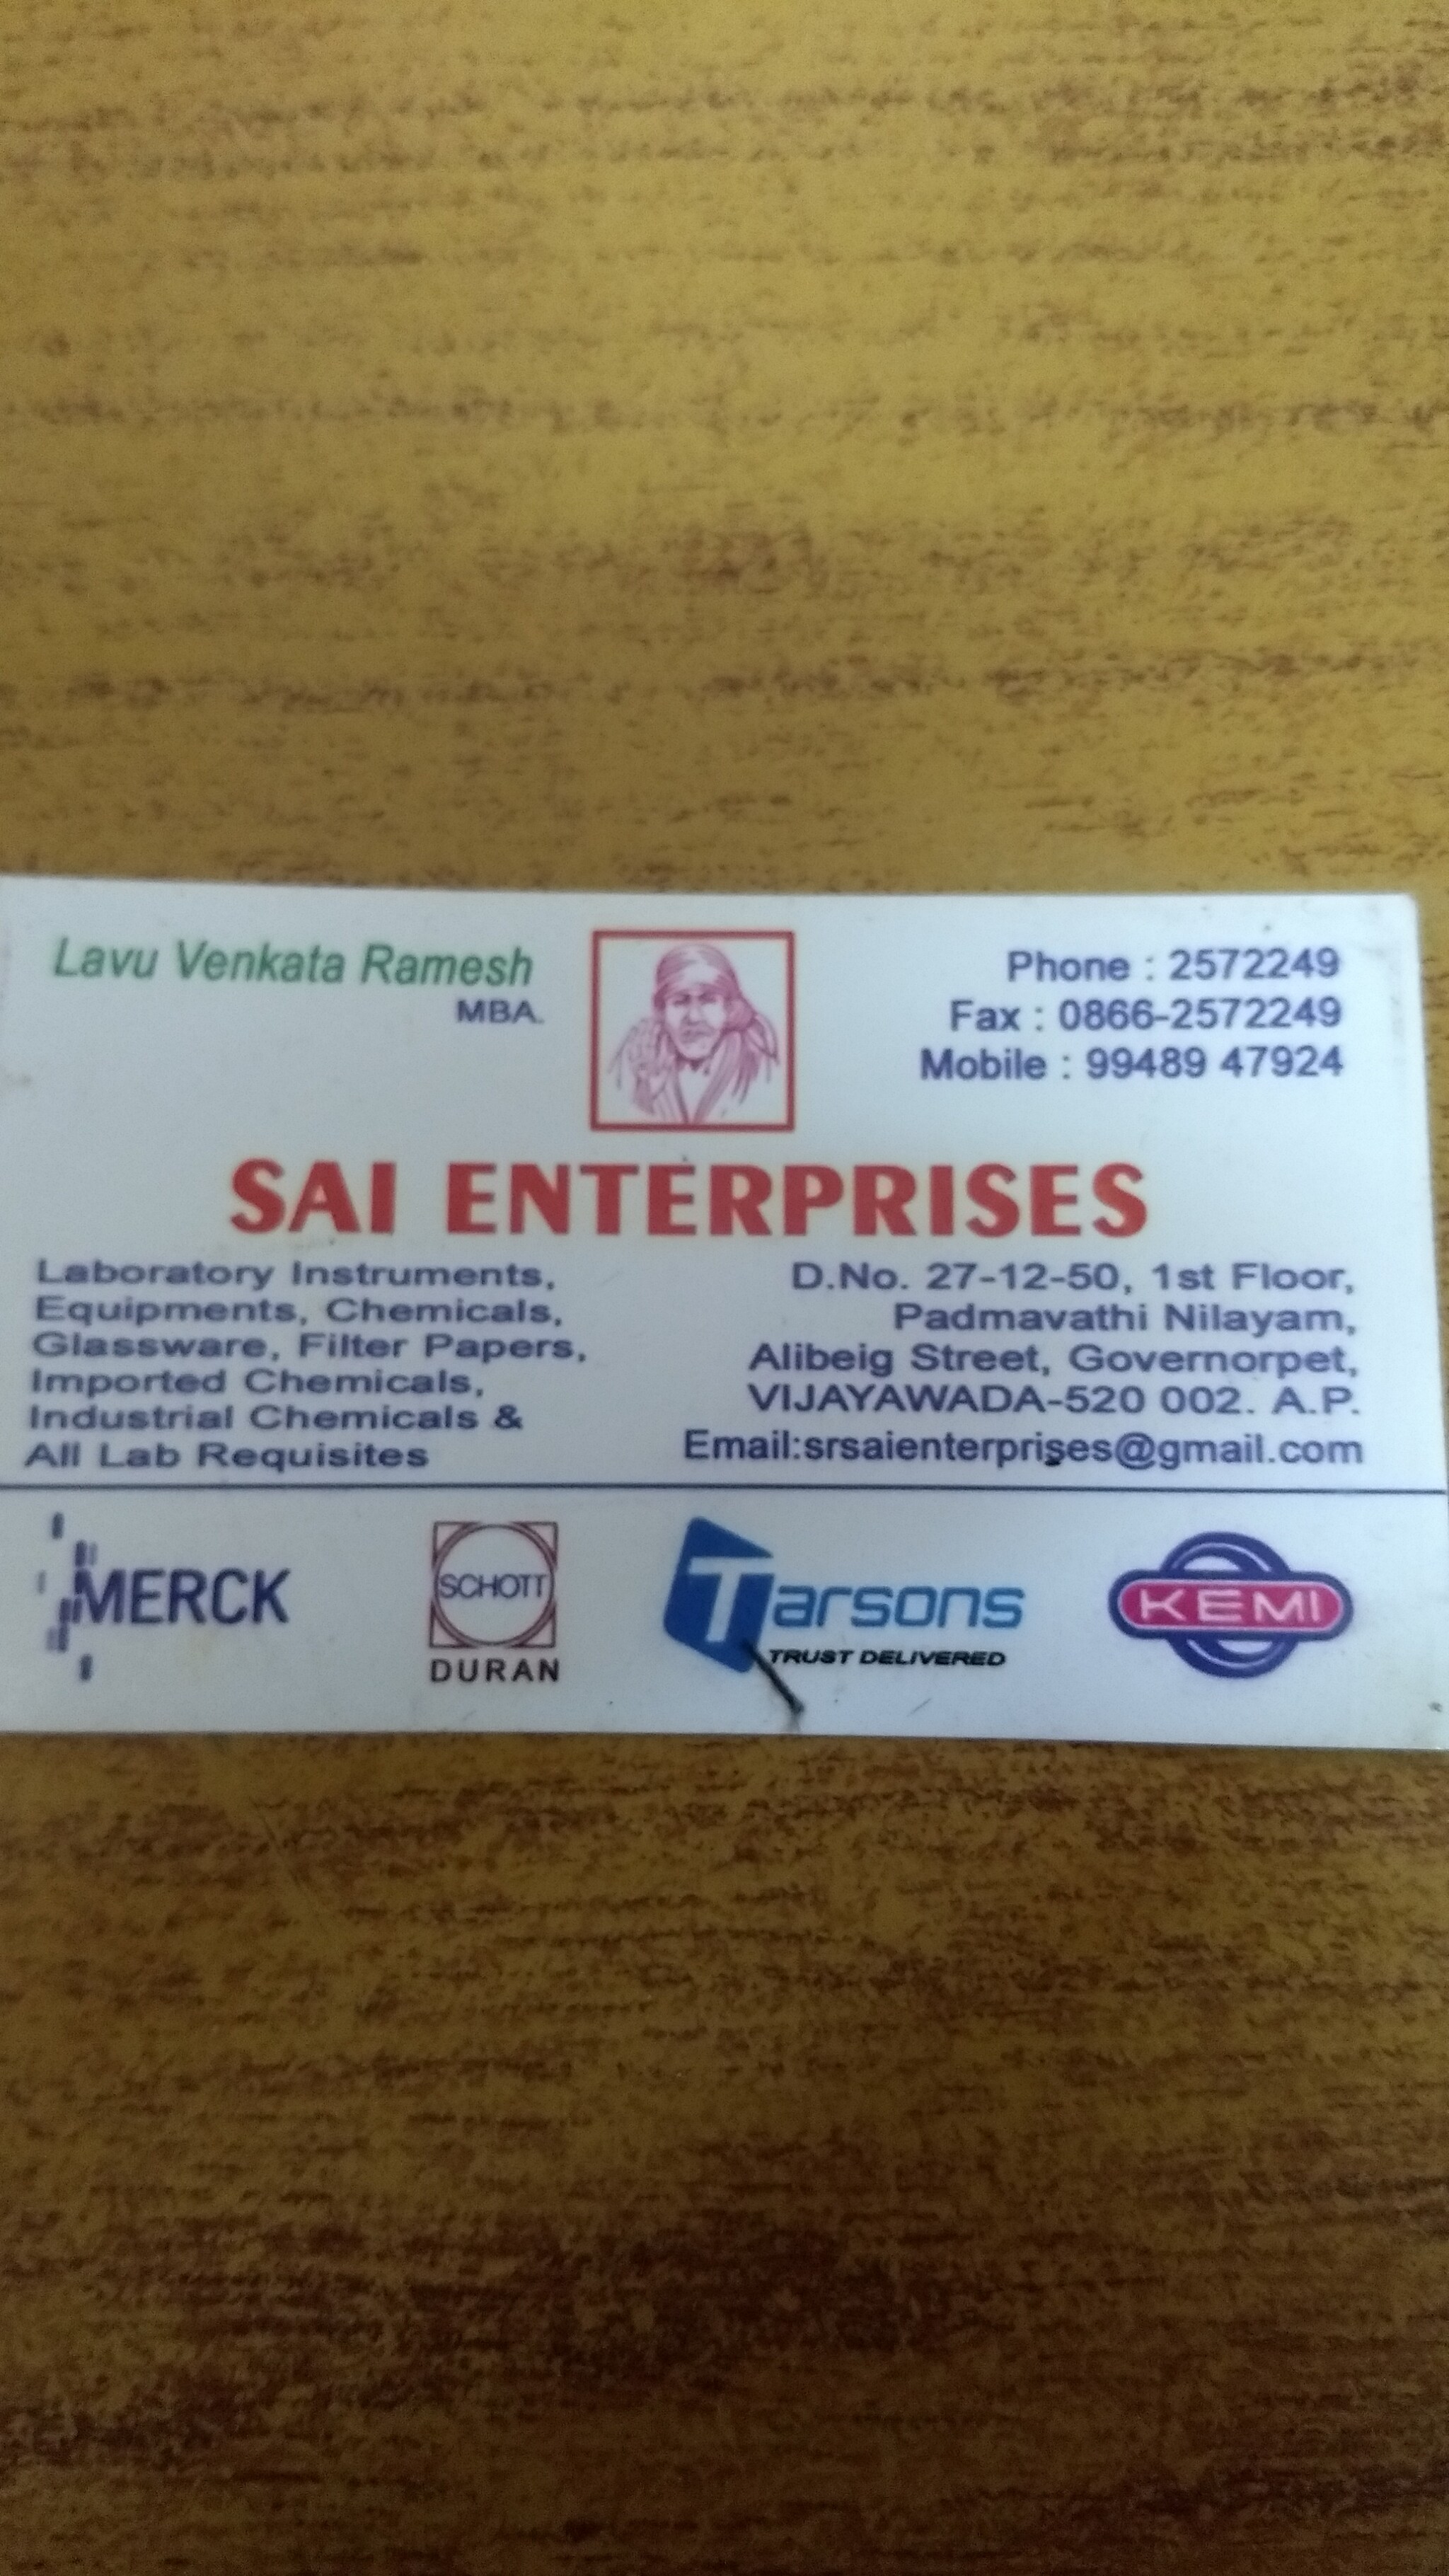 Lavu Venkata Ramesh
MBA.
Phone : 2572249
Fax : 0866-2572249
Mobile : 99489 47924
SAI ENTERPRISES
Laboratory Instruments,
Equipments, Chemicals,
Glassware, Filter Papers,
Imported Chemicals,
Industrial Chemicals &
All Lab Requisites
D.No. 27-12-50, 1st Floor,
Padmavathi Nilayam,
Alibeig Street, Governorpet,
VIJAYAWADA-520 002. A.P.
Email:srsaienterprises@gmail.com
MERCK
SCHOTT
DURAN
Tarsons
TRUST DELIVERED
KEMI